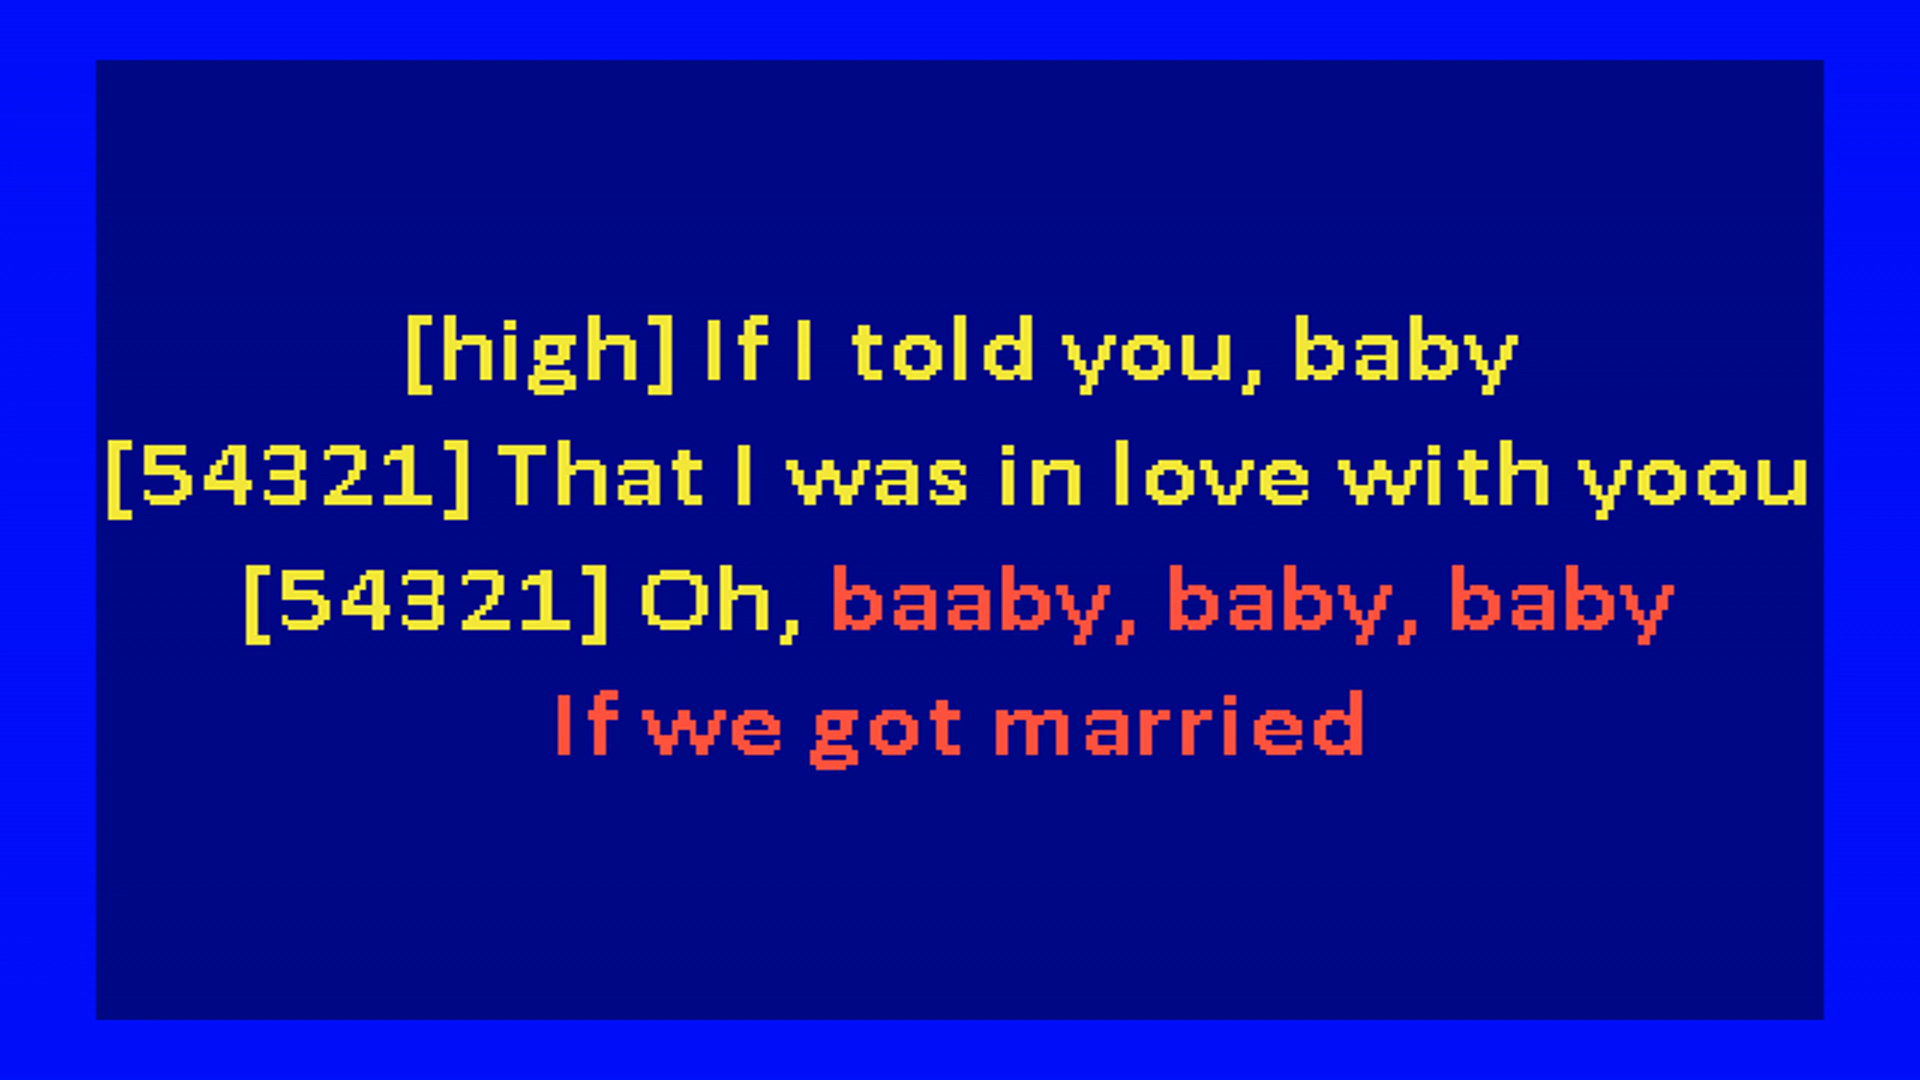 [high] If I told you, baby
[54321] That I was in love with yoou
[54321] Oh, baaby, baby, baby
If we got married